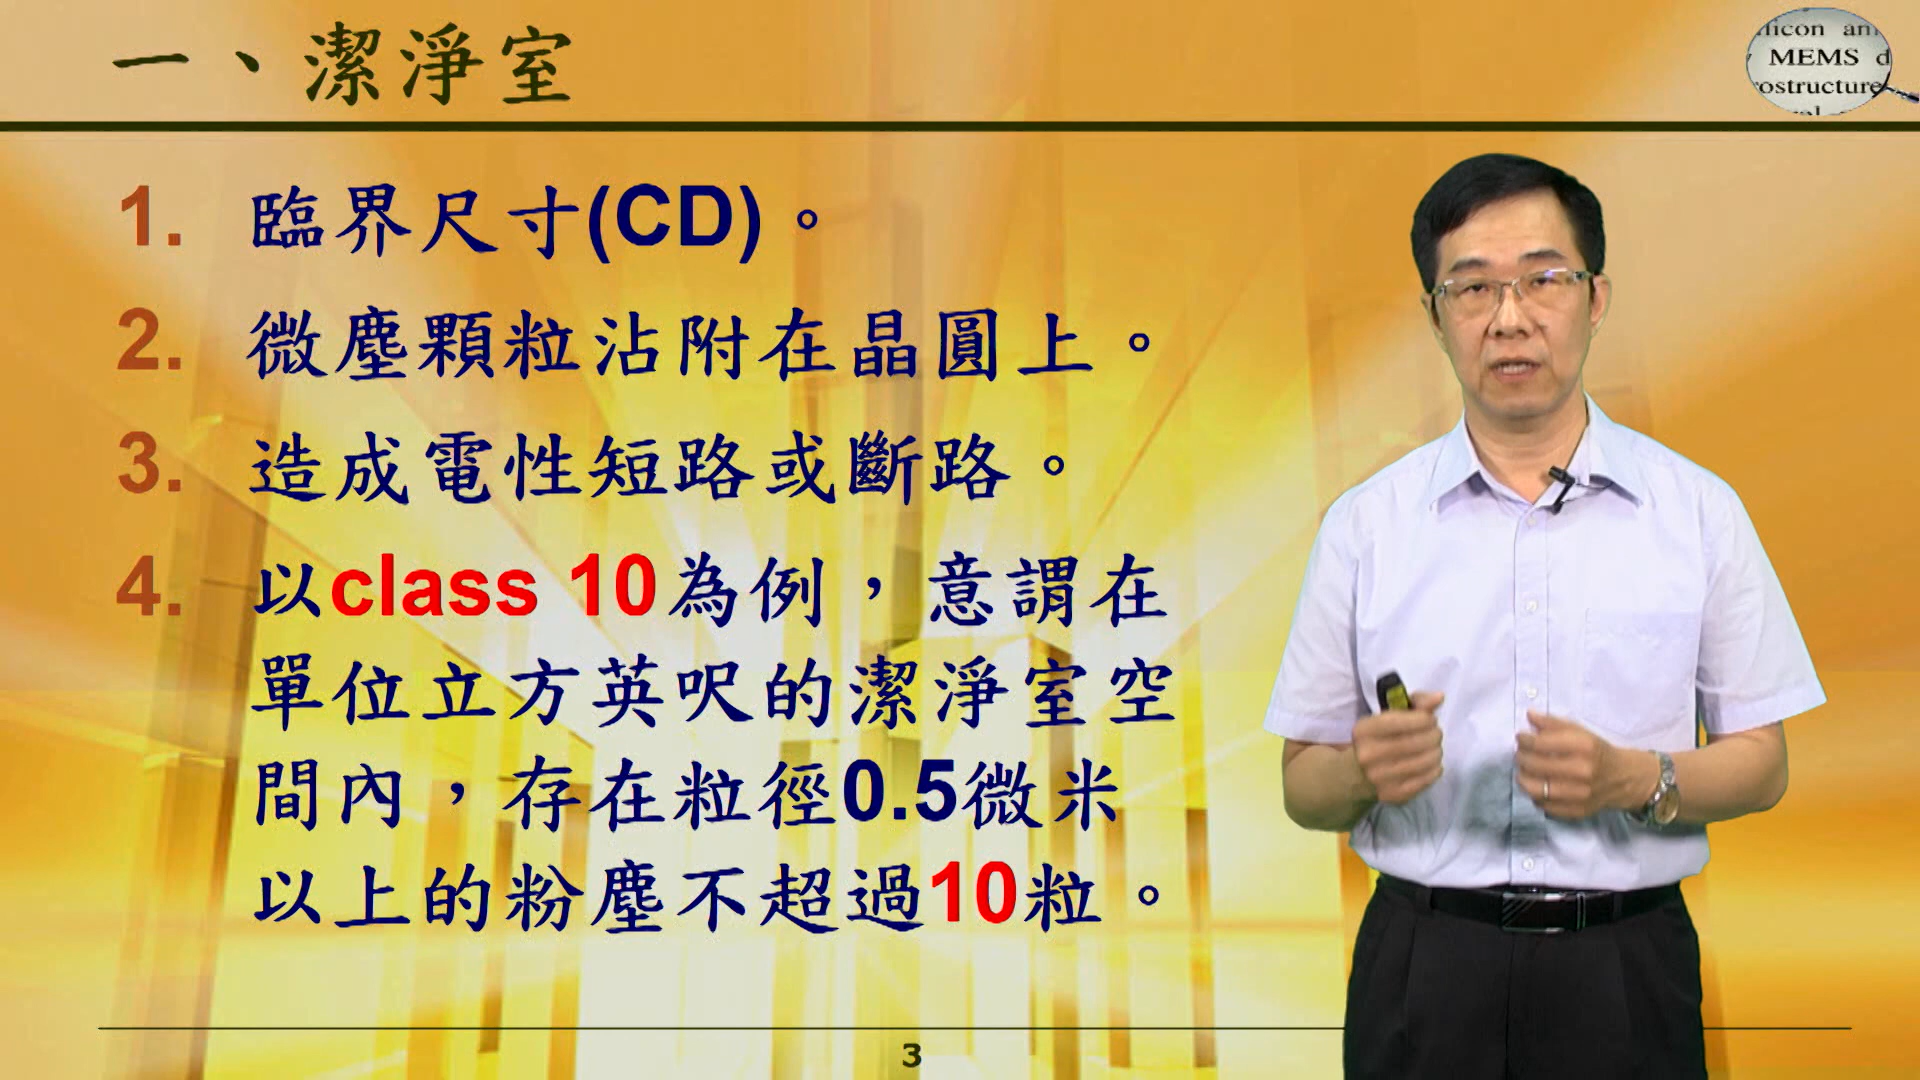 一、潔淨室
licon an
MEMS d
ostructure
1. 臨界尺寸(CD)。
2. 微塵顆粒沾附在晶圓上。
3. 造成電性短路或斷路。
4. 以class 10為例，意謂在
單位立方英呎的潔淨室空
間內，存在粒徑0.5微米
以上的粉塵不超過10粒。
3